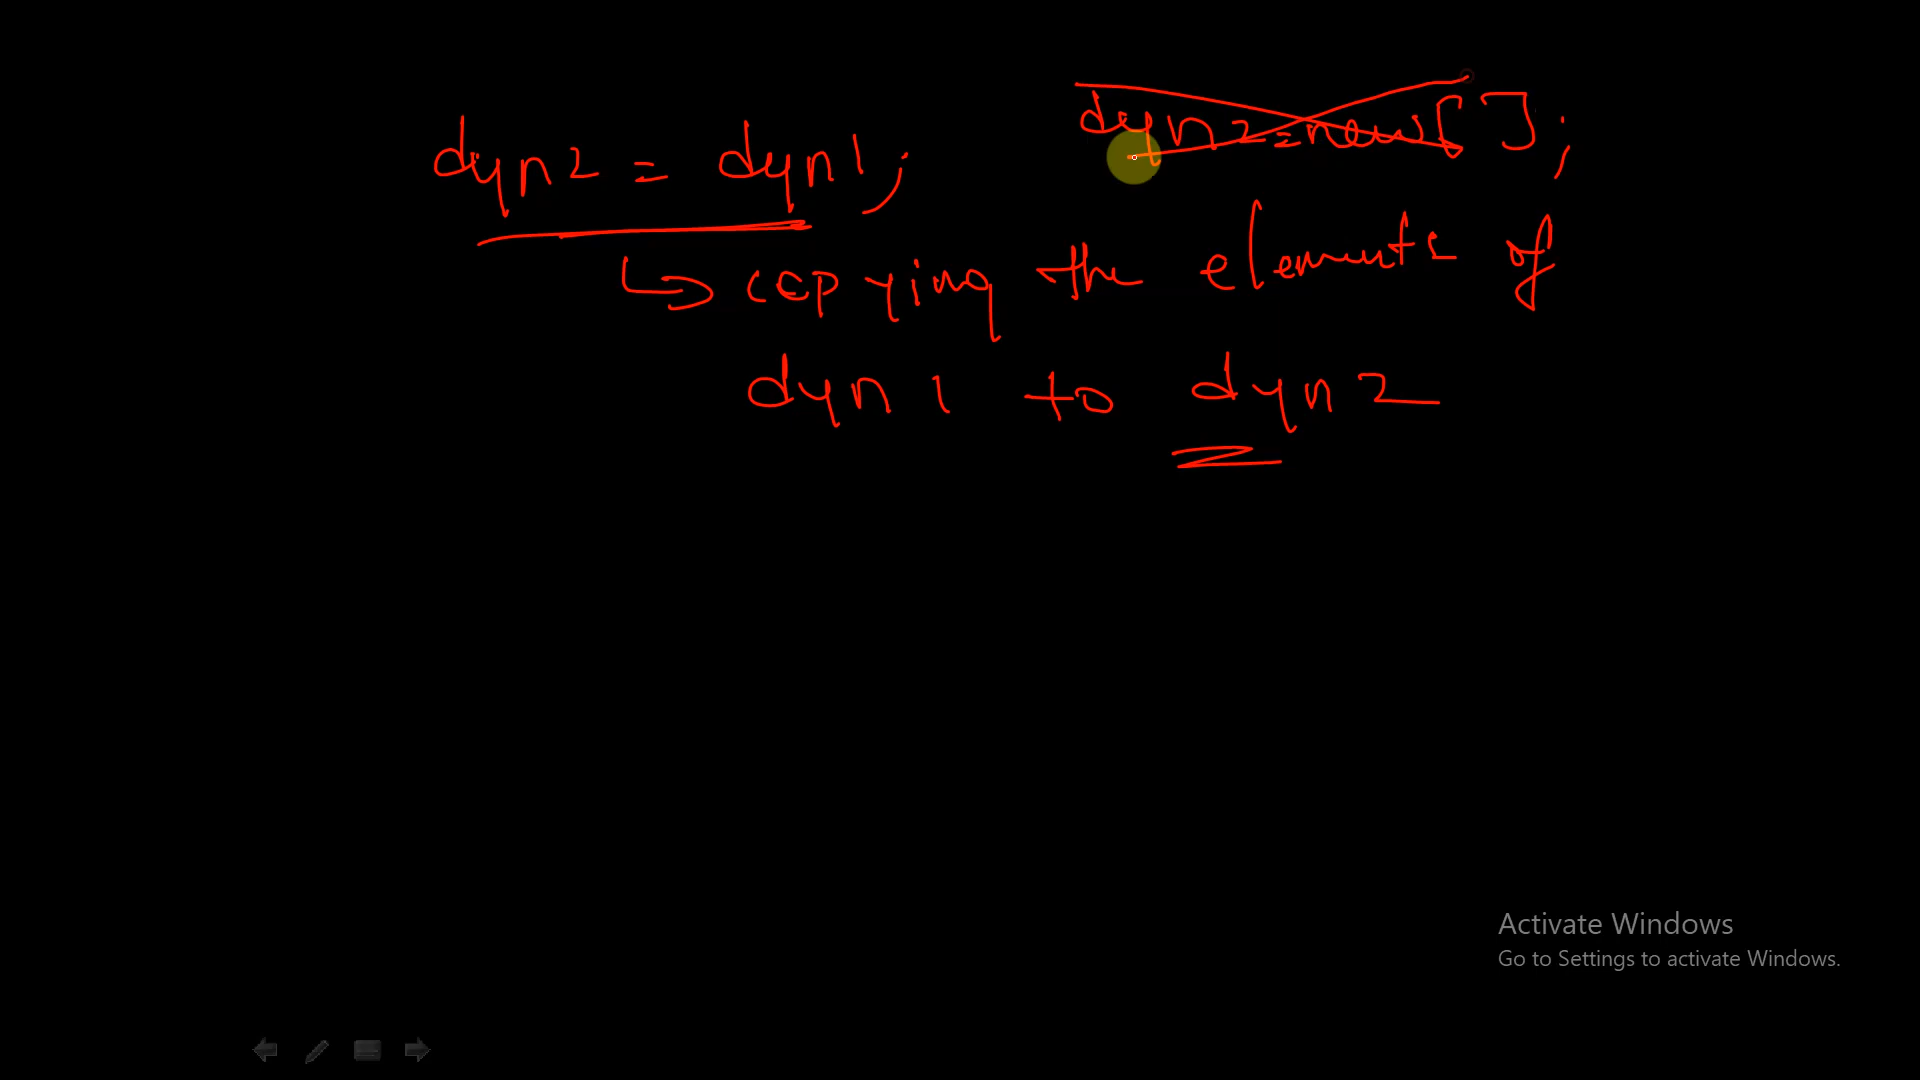 dyn2 = dyn1;
dyn2=new[ ];
copying the elements of
dyn1 to dyn2
Activate Windows
Go to Settings to activate Windows.